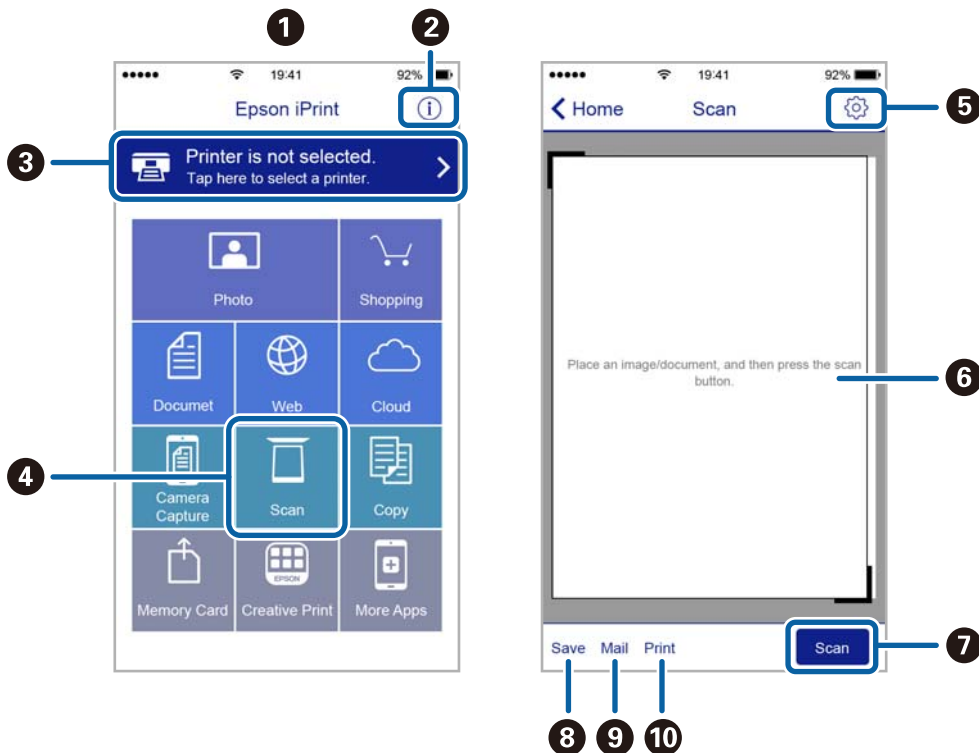 1
2
19:41
92%
Epson iPrint
3
Printer is not selected.
Tap here to select a printer.
Photo
Shopping
Documet
Web
Cloud
4
Camera
Capture
Scan
Copy
EPSON
Memory Card
Creative Print
More Apps
19:41
92%
Home
Scan
5
Place an image/document, and then press the scan
button.
6
Save
Mail
Print
Scan
7
8
9
10